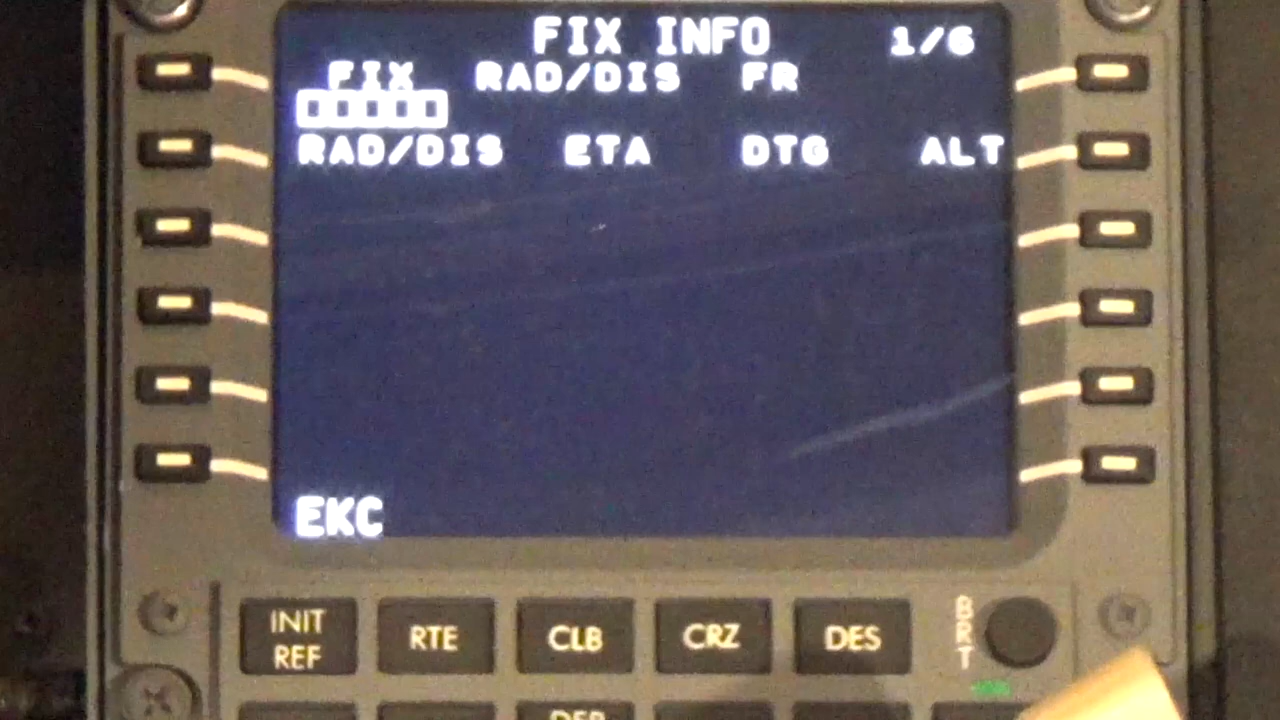 FIX INFO 1/6
FIX RAD/DIS FR
RAD/DIS ETA DTG ALT
EKC
INIT REF
RTE
CLB
CRZ
DES
BRT
DEP